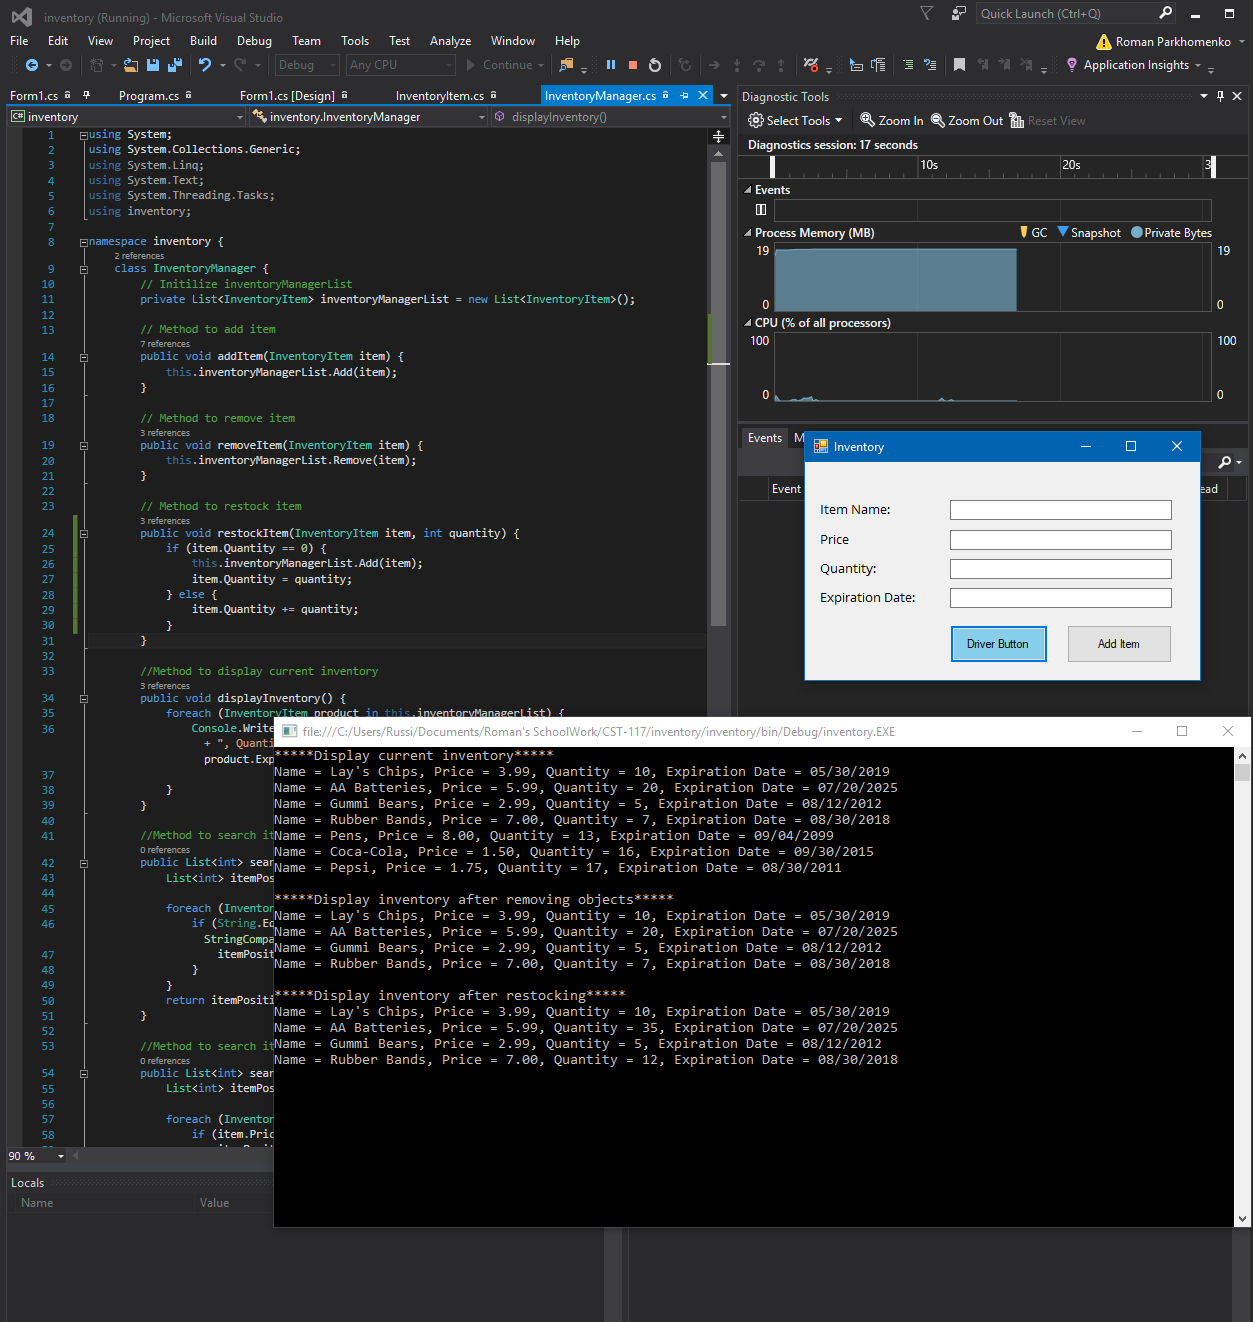 inventory (Running) - Microsoft Visual Studio
Quick Launch (Ctrl+Q)
File Edit View Project Build Debug Team Tools Test Analyze Window Help
Roman Parkhomenko
Debug Any CPU Continue Application Insights
Form1.cs Program.cs Form1.cs [Design] InventoryItem.cs InventoryManager.cs
inventory inventory.InventoryManager displayInventory()
1 using System;
2 using System.Collections.Generic;
3 using System.Linq;
4 using System.Text;
5 using System.Threading.Tasks;
6 using inventory;
7
8 namespace inventory {
2 references
9 class InventoryManager {
10 // Initilize inventoryManagerList
11 private List<InventoryItem> inventoryManagerList = new List<InventoryItem>();
12
13 // Method to add item
7 references
14 public void addItem(InventoryItem item) {
15 this.inventoryManagerList.Add(item);
16 }
17
18 // Method to remove item
3 references
19 public void removeItem(InventoryItem item) {
20 this.inventoryManagerList.Remove(item);
21 }
22
23 // Method to restock item
3 references
24 public void restockItem(InventoryItem item, int quantity) {
25 if (item.Quantity == 0) {
26 this.inventoryManagerList.Add(item);
27 item.Quantity = quantity;
28 } else {
29 item.Quantity += quantity;
30 }
31 }
32
33 //Method to display current inventory
3 references
34 public void displayInventory() {
35 foreach (InventoryItem product in this.inventoryManagerList) {
36 Console.Write
+ ", Quanti
product.Exp
37
38 }
39 }
40
41 //Method to search it
0 references
42 public List<int> sear
43 List<int> itemPos
44
45 foreach (Inventor
46 if (String.Eq
StringCompa
47 itemPosit
48 }
49 }
50 return itemPositi
51 }
52
53 //Method to search it
0 references
54 public List<int> sear
55 List<int> itemPos
56
57 foreach (Inventor
58 if (item.Pric
90 %
Locals
Name Value
Diagnostic Tools
Select Tools Zoom In Zoom Out Reset View
Diagnostics session: 17 seconds
10s 20s 3
Events
Process Memory (MB) GC Snapshot Private Bytes
19 19
0 0
CPU (% of all processors)
100 100
0 0
Events M
Event ead
Inventory
Item Name:
Price
Quantity:
Expiration Date:
Driver Button Add Item
file:///C:/Users/Russi/Documents/Roman's SchoolWork/CST-117/inventory/inventory/bin/Debug/inventory.EXE
*****Display current inventory*****
Name = Lay's Chips, Price = 3.99, Quantity = 10, Expiration Date = 05/30/2019
Name = AA Batteries, Price = 5.99, Quantity = 20, Expiration Date = 07/20/2025
Name = Gummi Bears, Price = 2.99, Quantity = 5, Expiration Date = 08/12/2012
Name = Rubber Bands, Price = 7.00, Quantity = 7, Expiration Date = 08/30/2018
Name = Pens, Price = 8.00, Quantity = 13, Expiration Date = 09/04/2099
Name = Coca-Cola, Price = 1.50, Quantity = 16, Expiration Date = 09/30/2015
Name = Pepsi, Price = 1.75, Quantity = 17, Expiration Date = 08/30/2011
*****Display inventory after removing objects*****
Name = Lay's Chips, Price = 3.99, Quantity = 10, Expiration Date = 05/30/2019
Name = AA Batteries, Price = 5.99, Quantity = 20, Expiration Date = 07/20/2025
Name = Gummi Bears, Price = 2.99, Quantity = 5, Expiration Date = 08/12/2012
Name = Rubber Bands, Price = 7.00, Quantity = 7, Expiration Date = 08/30/2018
*****Display inventory after restocking*****
Name = Lay's Chips, Price = 3.99, Quantity = 10, Expiration Date = 05/30/2019
Name = AA Batteries, Price = 5.99, Quantity = 35, Expiration Date = 07/20/2025
Name = Gummi Bears, Price = 2.99, Quantity = 5, Expiration Date = 08/12/2012
Name = Rubber Bands, Price = 7.00, Quantity = 12, Expiration Date = 08/30/2018